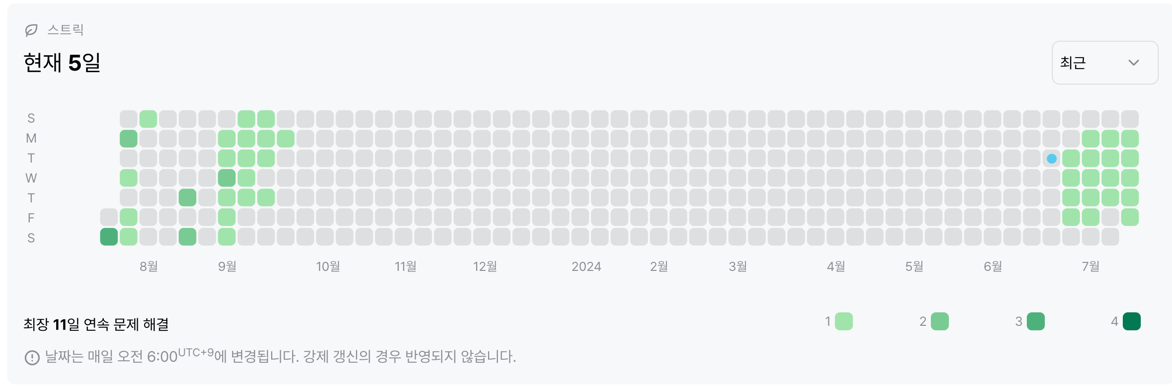 스트릭
현재 5일
최근
S
M
T
W
T
F
S
8월 9월 10월 11월 12월 2024 2월 3월 4월 5월 6월 7월
최장 11일 연속 문제 해결
1 2 3 4
날짜는 매일 오전 6:00UTC+9에 변경됩니다. 강제 갱신의 경우 반영되지 않습니다.